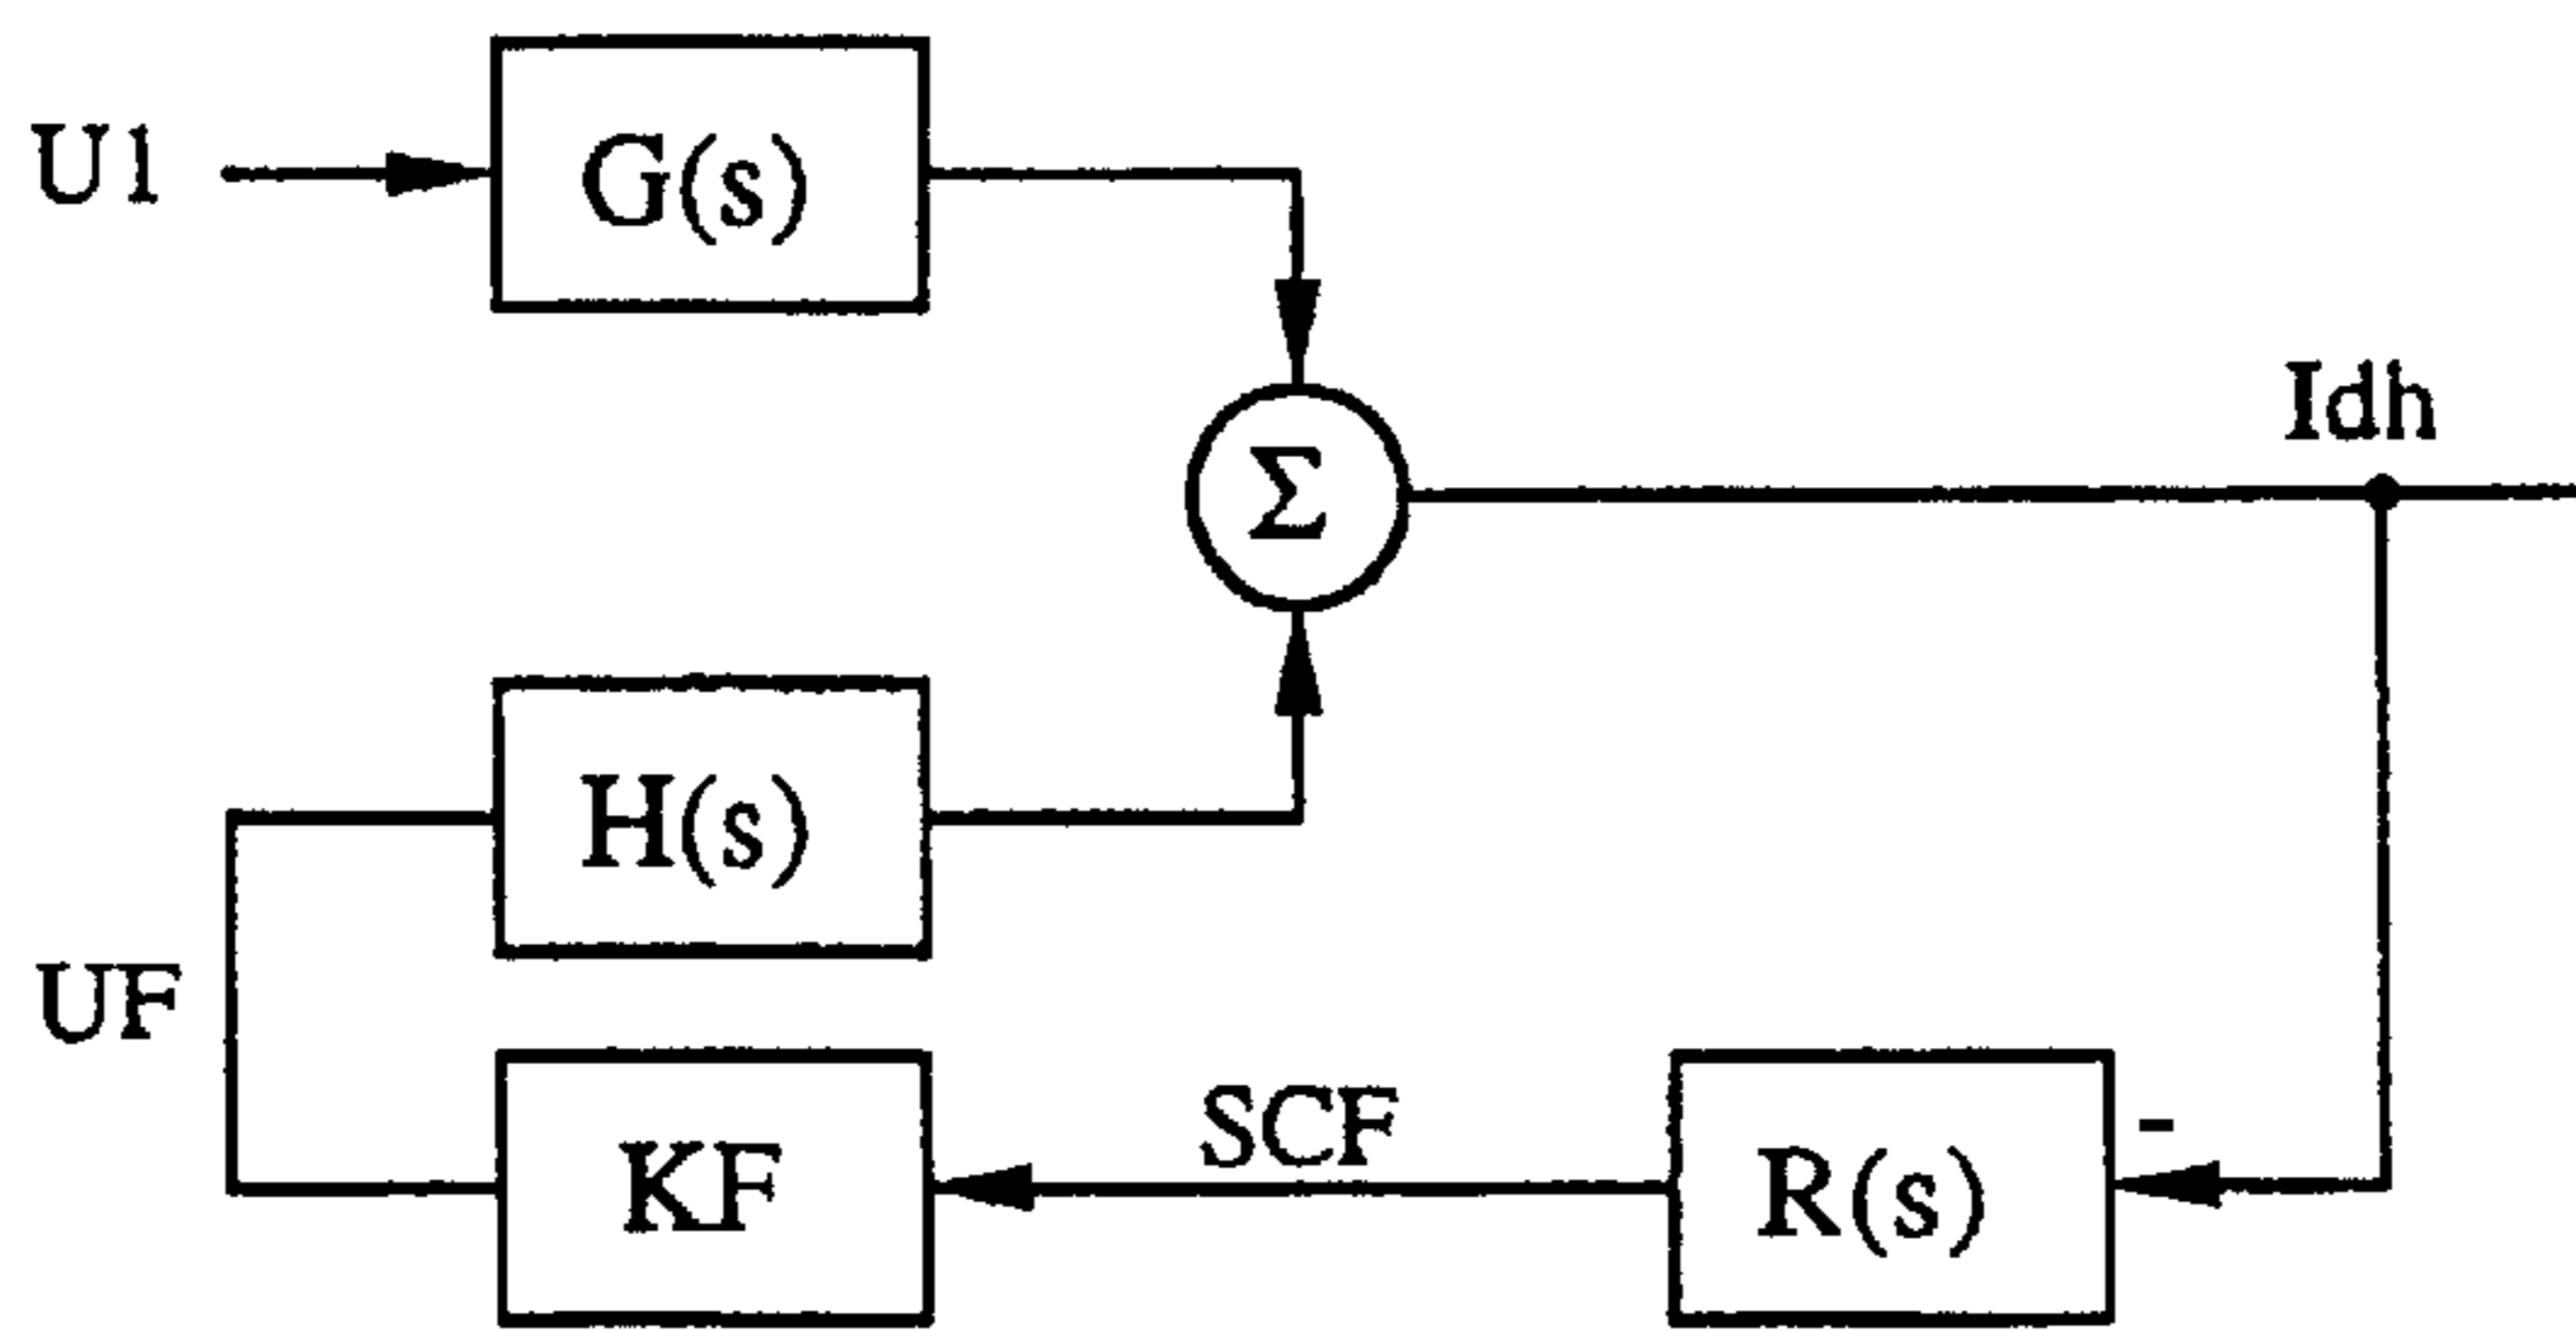 U1
G(s)
Idh
Σ
H(s)
UF
SCF
-
KF
R(s)